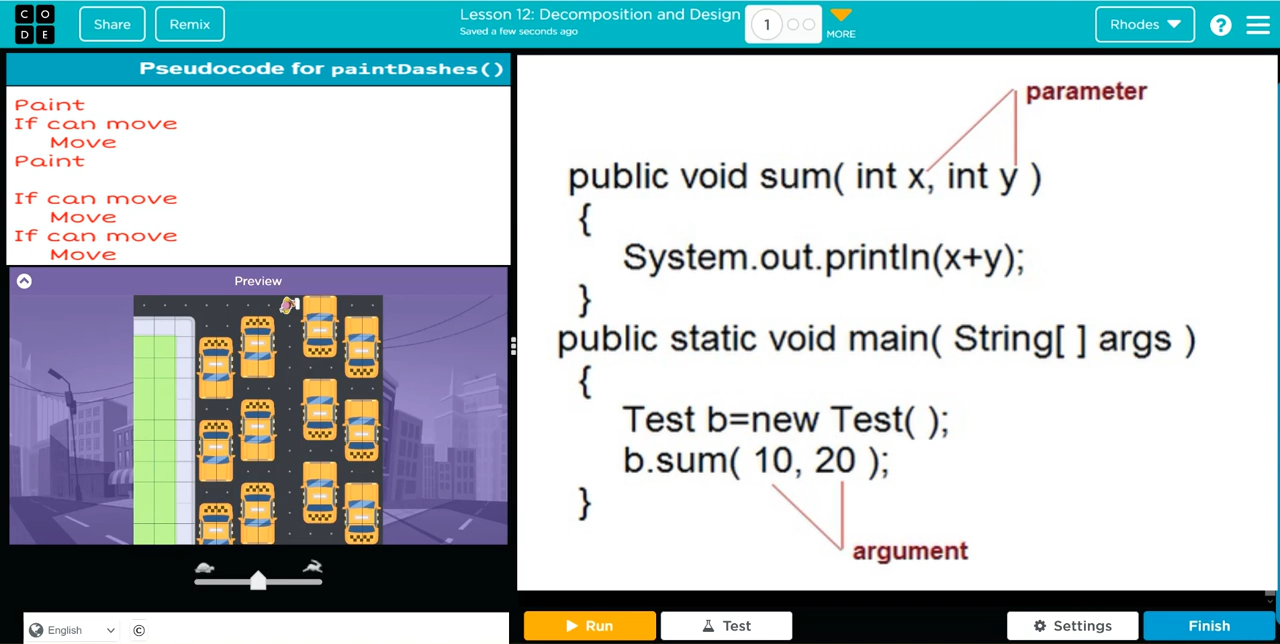 CODE
Share
Remix
Lesson 12: Decomposition and Design
Saved a few seconds ago
1
MORE
Rhodes
?
Pseudocode for paintDashes()
Paint
If can move
Move
Paint
If can move
Move
If can move
Move
Preview
English
©
parameter
public void sum( int x, int y )
{
System.out.println(x+y);
}
public static void main( String[ ] args )
{
Test b=new Test( );
b.sum( 10, 20 );
}
argument
Run
Test
Settings
Finish